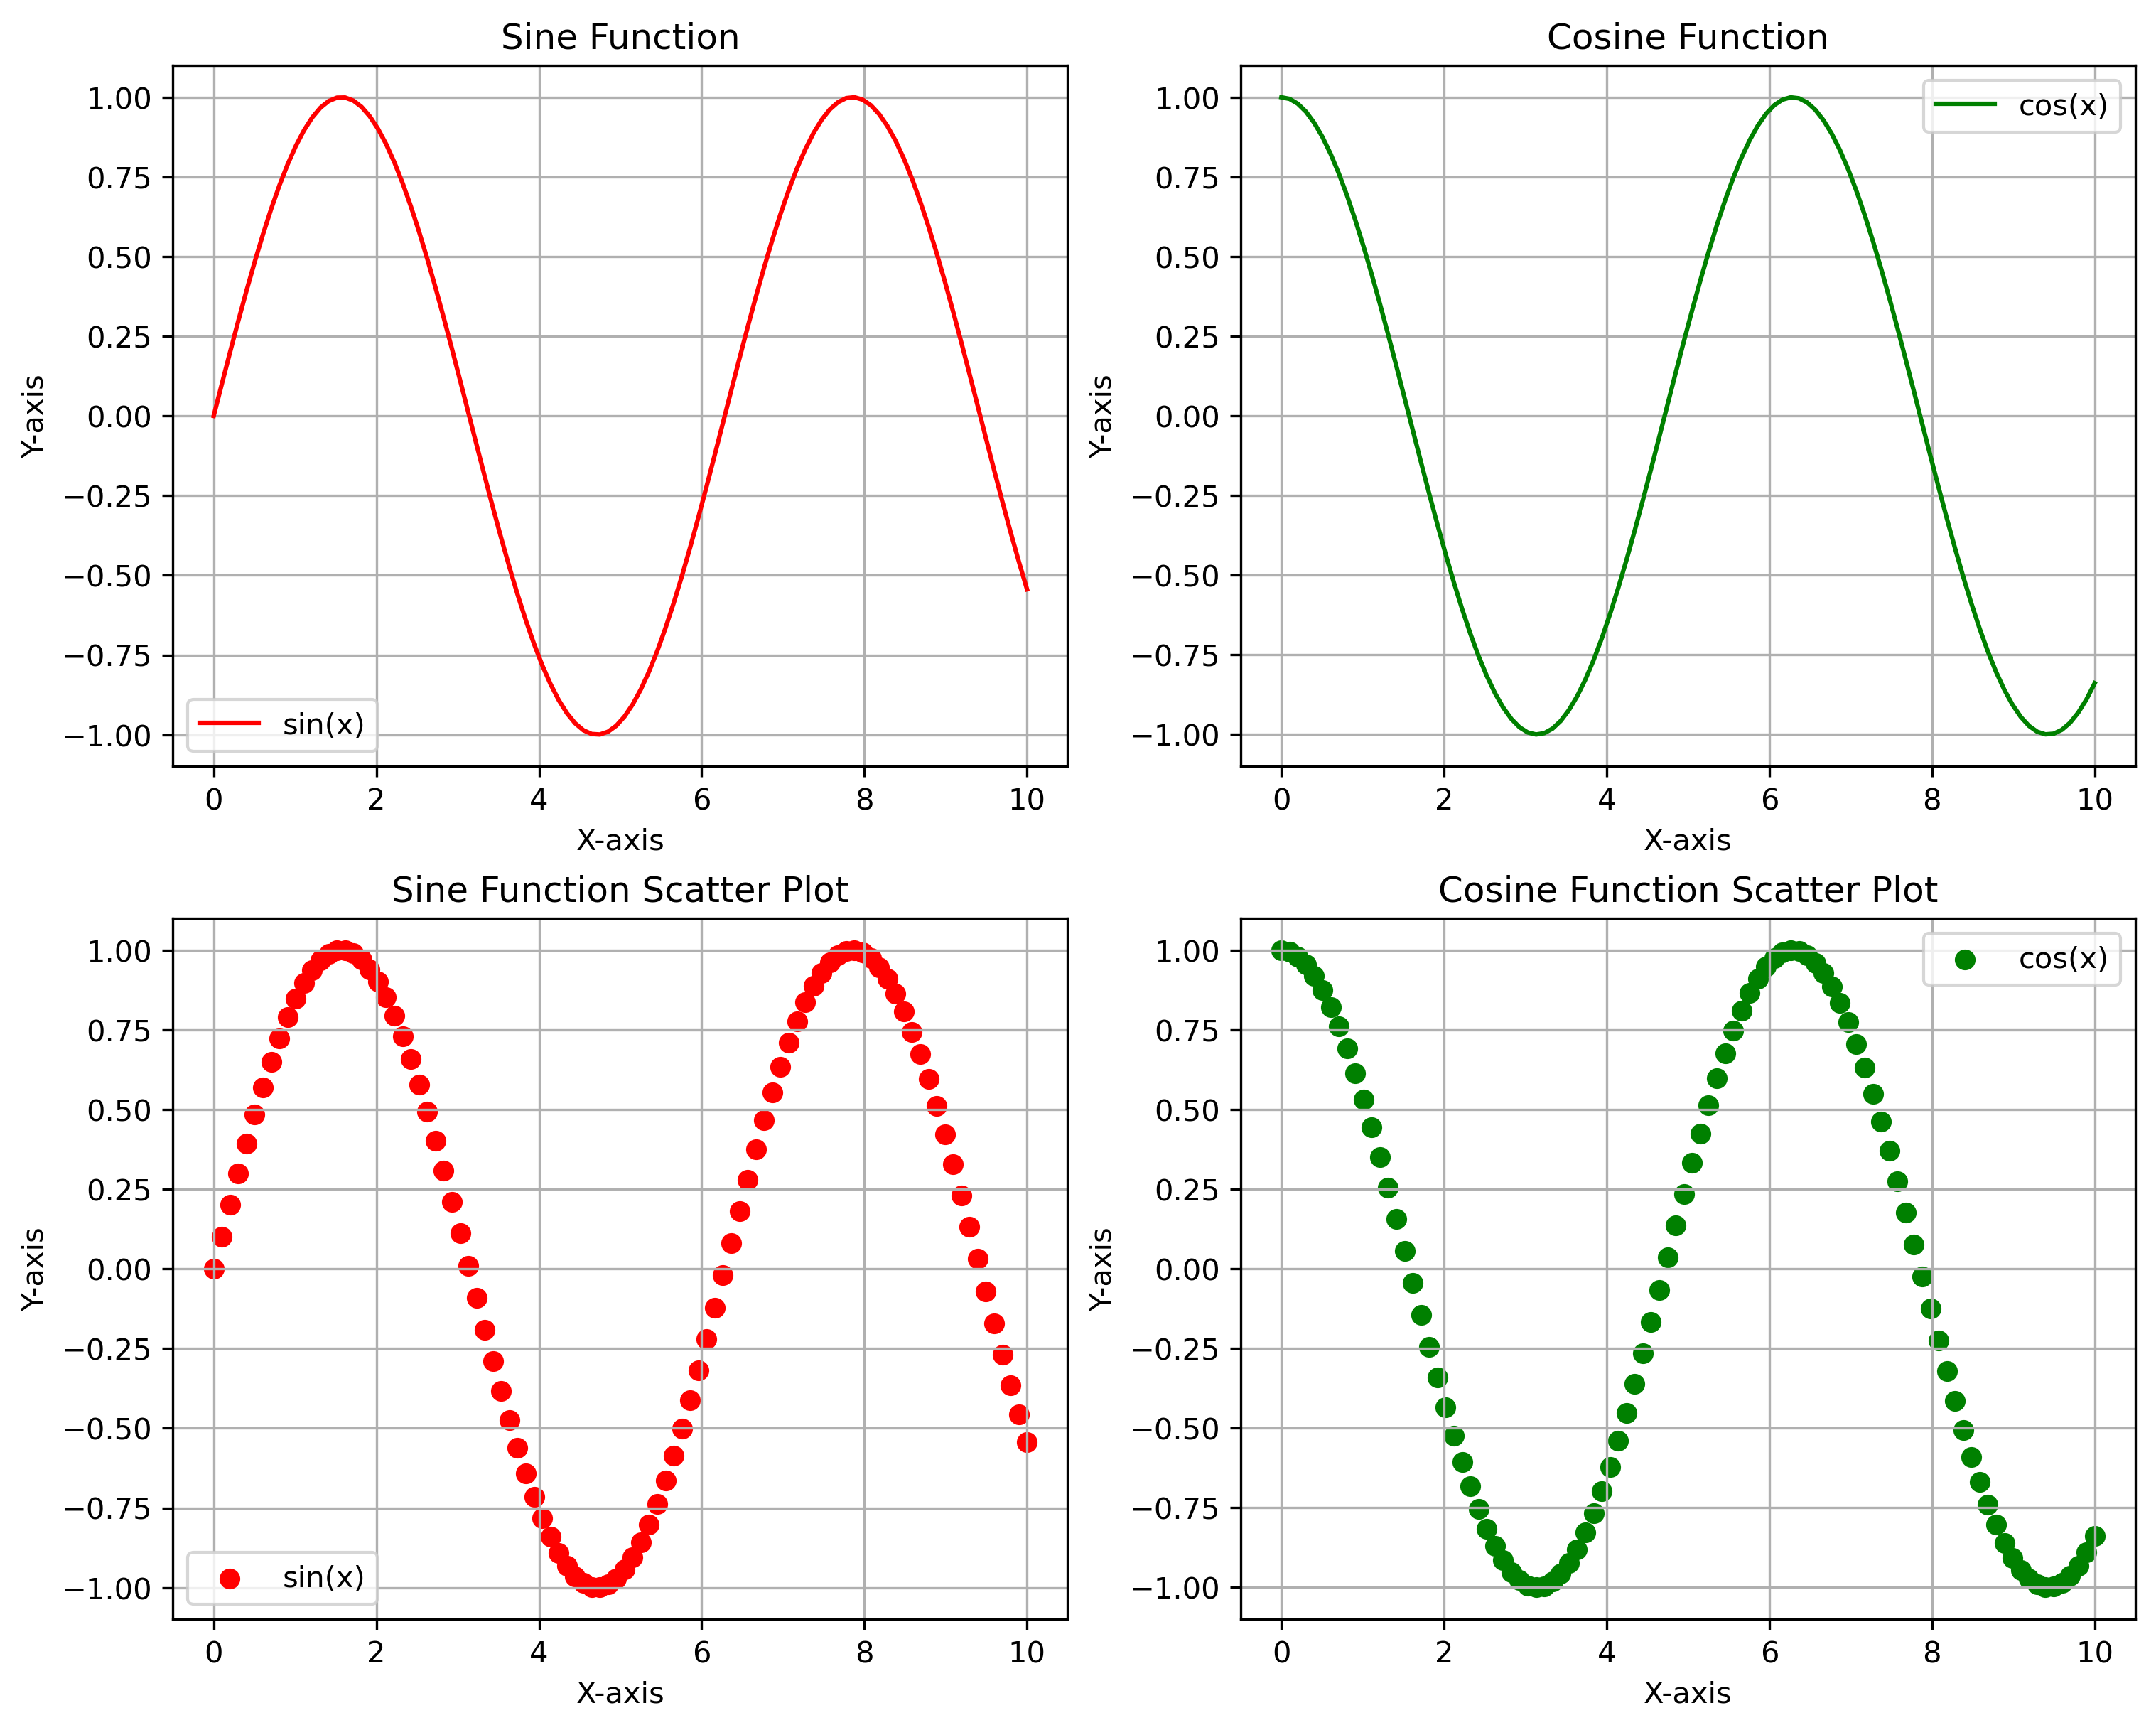 Sine Function
1.00
0.75
0.50
0.25
0.00
−0.25
−0.50
−0.75
−1.00
Y-axis
sin(x)
0 2 4 6 8 10
X-axis
Cosine Function
1.00
0.75
0.50
0.25
0.00
−0.25
−0.50
−0.75
−1.00
Y-axis
cos(x)
0 2 4 6 8 10
X-axis
Sine Function Scatter Plot
1.00
0.75
0.50
0.25
0.00
−0.25
−0.50
−0.75
−1.00
Y-axis
sin(x)
0 2 4 6 8 10
X-axis
Cosine Function Scatter Plot
1.00
0.75
0.50
0.25
0.00
−0.25
−0.50
−0.75
−1.00
Y-axis
cos(x)
0 2 4 6 8 10
X-axis